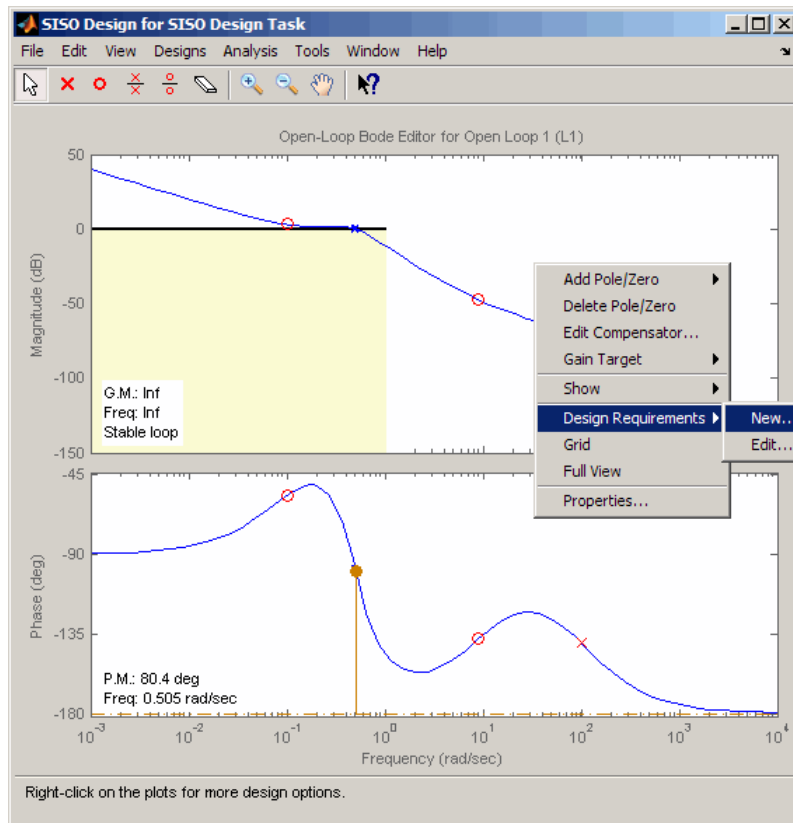 SISO Design for SISO Design Task
File Edit View Designs Analysis Tools Window Help
Open-Loop Bode Editor for Open Loop 1 (L1)
50
0
-50
-100
-150
Magnitude (dB)
G.M.: Inf
Freq: Inf
Stable loop
Add Pole/Zero
Delete Pole/Zero
Edit Compensator...
Gain Target
Show
Design Requirements
New...
Grid
Edit...
Full View
Properties...
-45
-90
-135
-180
Phase (deg)
P.M.: 80.4 deg
Freq: 0.505 rad/sec
10^-3 10^-2 10^-1 10^0 10^1 10^2 10^3 10^4
Frequency (rad/sec)
Right-click on the plots for more design options.